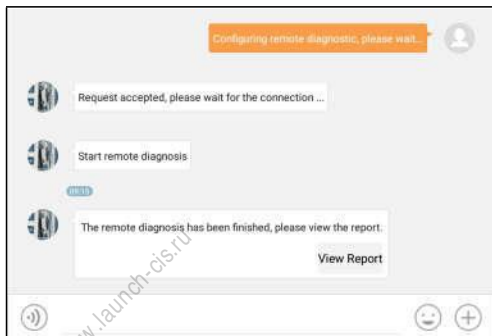 Configuring remote diagnostic, please wait...
Request accepted, please wait for the connection ...
Start remote diagnosis
The remote diagnosis has been finished, please view the report.
View Report
.launch-cis.ru